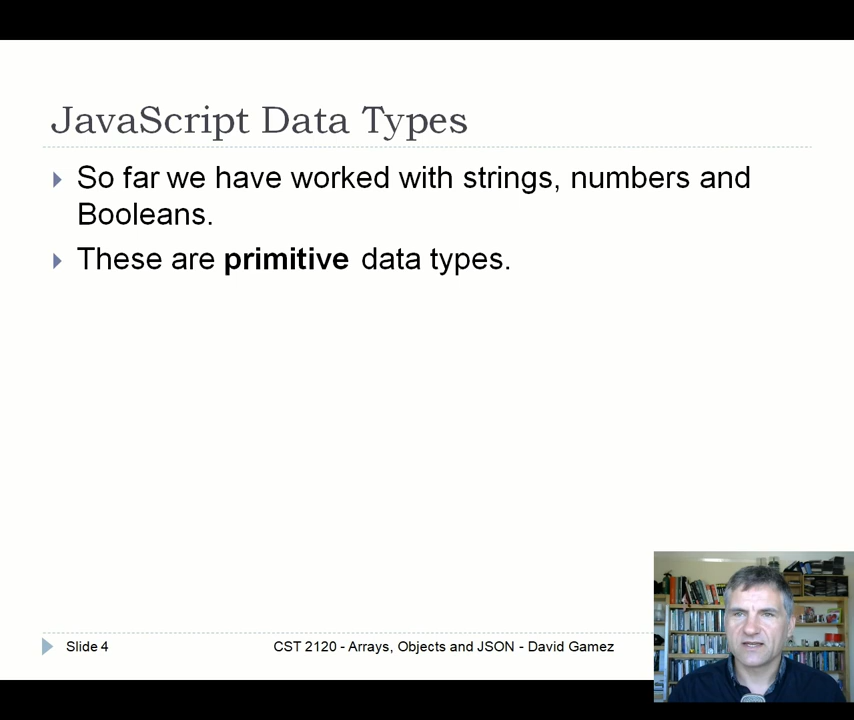 JavaScript Data Types
So far we have worked with strings, numbers and
Booleans.
These are primitive data types.
Slide 4
CST 2120 - Arrays, Objects and JSON - David Gamez